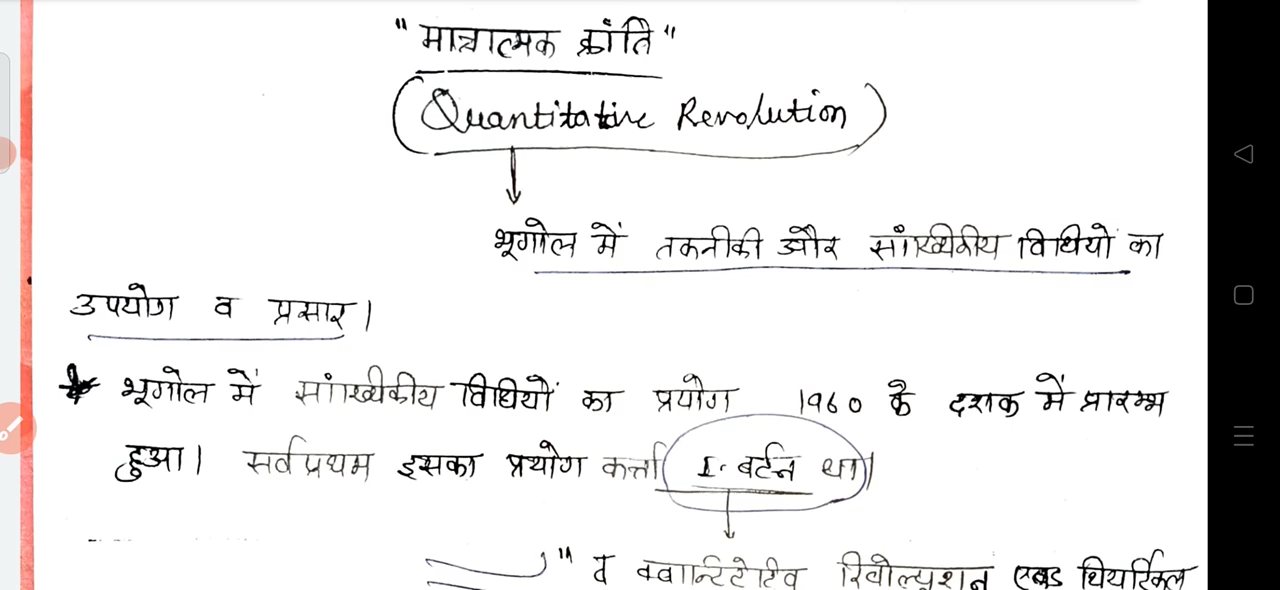 "मात्रात्मक क्रांति"
(Quantitative Revolution)
भूगोल में तकनीकी और सांख्यिकीय विधियों का
उपयोग व प्रसार।
* भूगोल में सांख्यिकीय विधियों का प्रयोग 1960 के दशक में प्रारम्भ
हुआ। सर्वप्रथम इसका प्रयोग कर्त्ता I. बर्टन था।
"द क्वान्टिटेटिव रिवोल्यूशन एण्ड थियर्टिकल